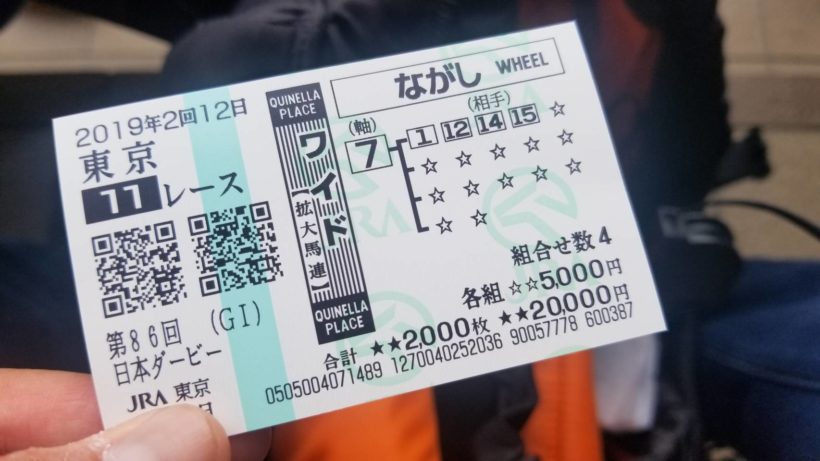 2019年2回12日
東京
11レース
第86回 (GI)
日本ダービー
JRA 東京
日
QUINELLA
PLACE
ワイド
【拡大馬連】
QUINELLA
PLACE
ながし WHEEL
(軸) (相手)
7 1 12 14 15 ☆
☆☆☆☆☆
☆☆☆☆☆
☆☆
組合せ数 4
各組 ☆☆5,000円
合計 ★★2,000枚 ★★20,000円
0505004071489 1270040252036 90057778 600387
JRA